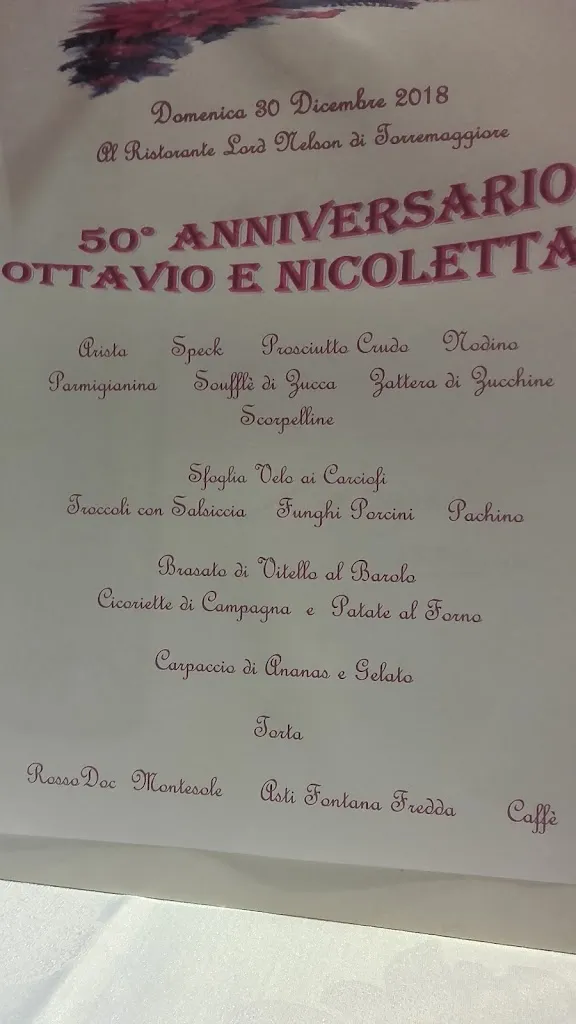 Domenica 30 Dicembre 2018
Al Ristorante Lord Nelson di Torremaggiore
50° ANNIVERSARIO
OTTAVIO E NICOLETTA
Arista Speck Prosciutto Crudo Nodino
Parmigianina Soufflè di Zucca Zattera di Zucchine
Scorpelline
Sfoglia Velo ai Carciofi
Troccoli con Salsiccia Funghi Porcini Pachino
Brasato di Vitello al Barolo
Cicoriette di Campagna e Patate al Forno
Carpaccio di Ananas e Gelato
Torta
RossoDoc Montesole Asti Fontana Fredda Caffè